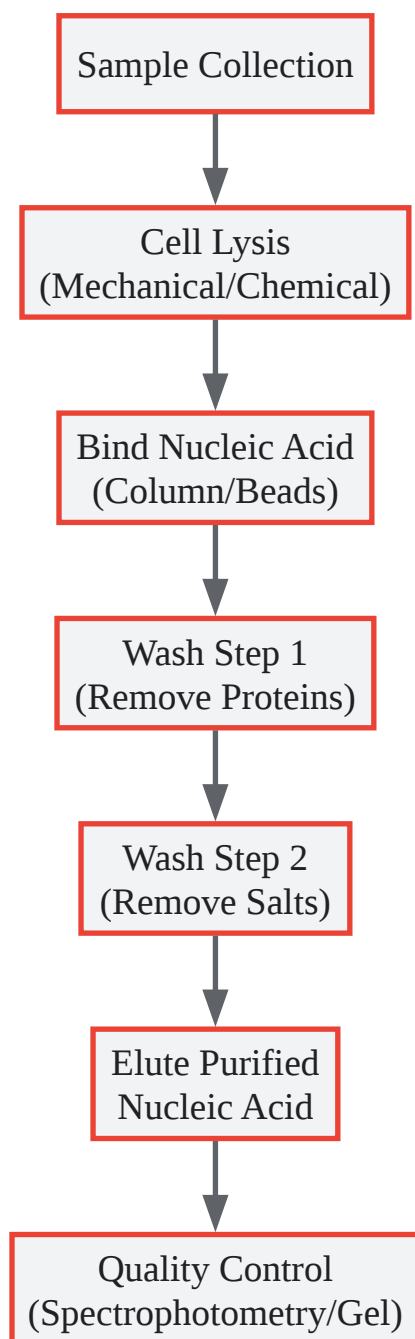 Sample Collection
Cell Lysis
(Mechanical/Chemical)
Bind Nucleic Acid
(Column/Beads)
Wash Step 1
(Remove Proteins)
Wash Step 2
(Remove Salts)
Elute Purified
Nucleic Acid
Quality Control
(Spectrophotometry/Gel)